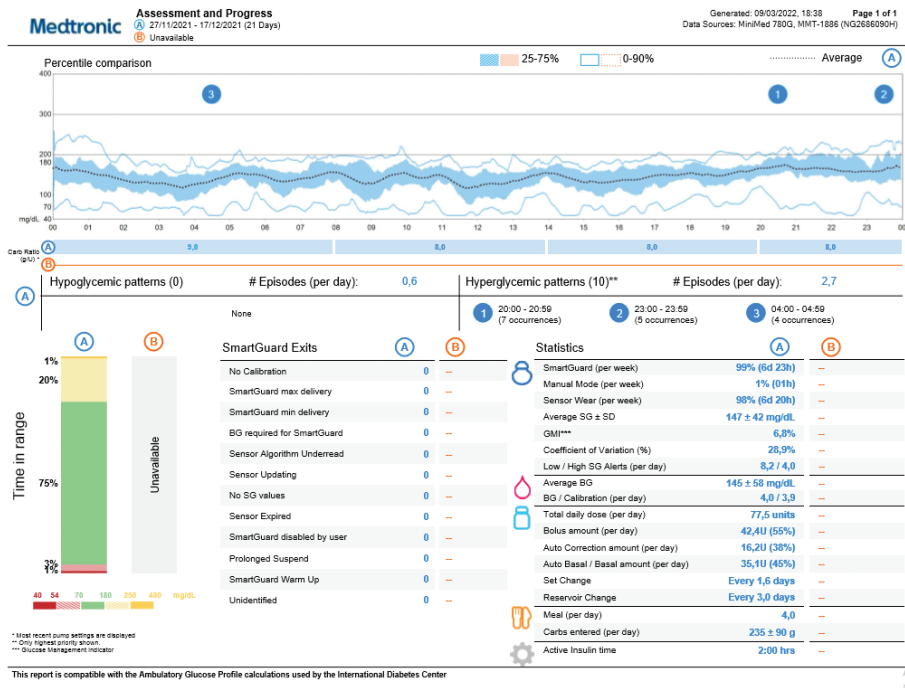 Medtronic
Assessment and Progress
A 27/11/2021 - 17/12/2021 (21 Days)
B Unavailable
Generated: 09/03/2022, 18:38 Page 1 of 1
Data Sources: MiniMed 780G, MMT-1886 (NG2686090H)
Percentile comparison
25-75% 0-90% Average A
400
300
200
180
100
70
mg/dL 40
3 1 2
00 01 02 03 04 05 06 07 08 09 10 11 12 13 14 15 16 17 18 19 20 21 22 23 00
Carb Ratio (g/U) * A 9,0 8,0 8,0 8,0
B
A
Hypoglycemic patterns (0) # Episodes (per day): 0,6
None
Hyperglycemic patterns (10)** # Episodes (per day): 2,7
1 20:00 - 20:59 (7 occurrences)
2 23:00 - 23:59 (5 occurrences)
3 04:00 - 04:59 (4 occurrences)
A B
Time in range
1%
20%
75%
1%
Unavailable
40 54 70 180 250 400 mg/dL
SmartGuard Exits A B
No Calibration 0 --
SmartGuard max delivery 0 --
SmartGuard min delivery 0 --
BG required for SmartGuard 0 --
Sensor Algorithm Underread 0 --
Sensor Updating 0 --
No SG values 0 --
Sensor Expired 0 --
SmartGuard disabled by user 0 --
Prolonged Suspend 0 --
SmartGuard Warm Up 0 --
Unidentified 0 --
Statistics A B
SmartGuard (per week) 99% (6d 23h) --
Manual Mode (per week) 1% (01h) --
Sensor Wear (per week) 98% (6d 20h) --
Average SG ± SD 147 ± 42 mg/dL --
GMI*** 6,8% --
Coefficient of Variation (%) 28,9% --
Low / High SG Alerts (per day) 8,2 / 4,0 --
Average BG 145 ± 58 mg/dL --
BG / Calibration (per day) 4,0 / 3,9 --
Total daily dose (per day) 77,5 units --
Bolus amount (per day) 42,4U (55%) --
Auto Correction amount (per day) 16,2U (38%) --
Auto Basal / Basal amount (per day) 35,1U (45%) --
Set Change Every 1,6 days --
Reservoir Change Every 3,0 days --
Meal (per day) 4,0 --
Carbs entered (per day) 235 ± 90 g --
Active Insulin time 2:00 hrs --
* Most recent pump settings are displayed
** Only highest priority shown.
*** Glucose Management Indicator
This report is compatible with the Ambulatory Glucose Profile calculations used by the International Diabetes Center